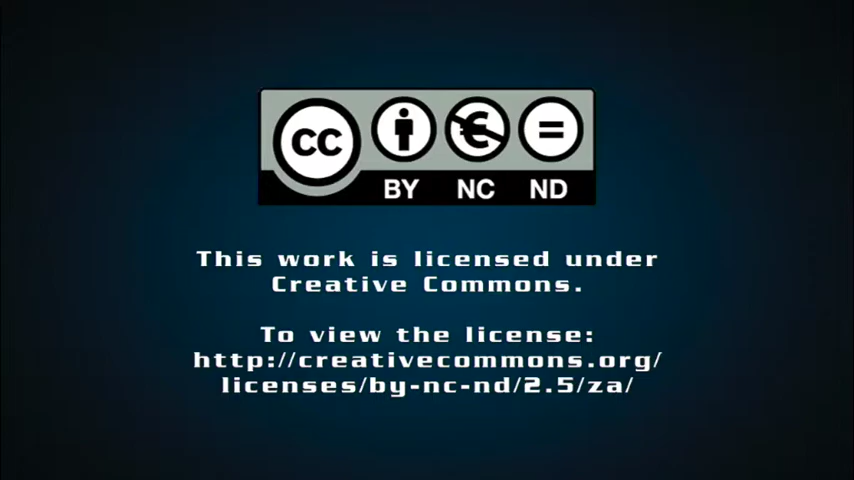 CC BY NC ND
This work is licensed under
Creative Commons.
To view the license:
http://creativecommons.org/
licenses/by-nc-nd/2.5/za/